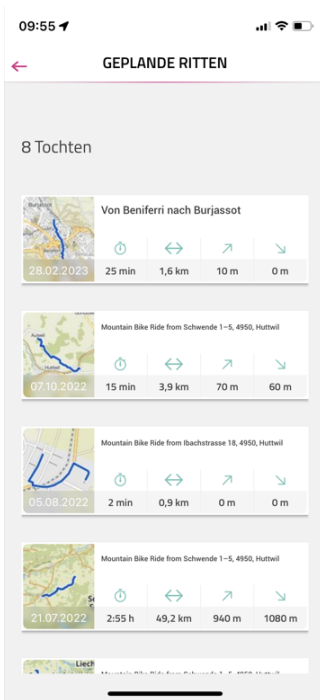 09:55
GEPLANDE RITTEN
8 Tochten
Burjassot
Von Beniferri nach Burjassot
28.02.2023
25 min
1,6 km
10 m
0 m
Mountain Bike Ride from Schwende 1-5, 4950, Huttwil
Huttwil
07.10.2022
15 min
3,9 km
70 m
60 m
Mountain Bike Ride from Ibachstrasse 18, 4950, Huttwil
05.08.2022
2 min
0,9 km
0 m
0 m
Mountain Bike Ride from Schwende 1-5, 4950, Huttwil
21.07.2022
2:55 h
49,2 km
940 m
1080 m
Liech